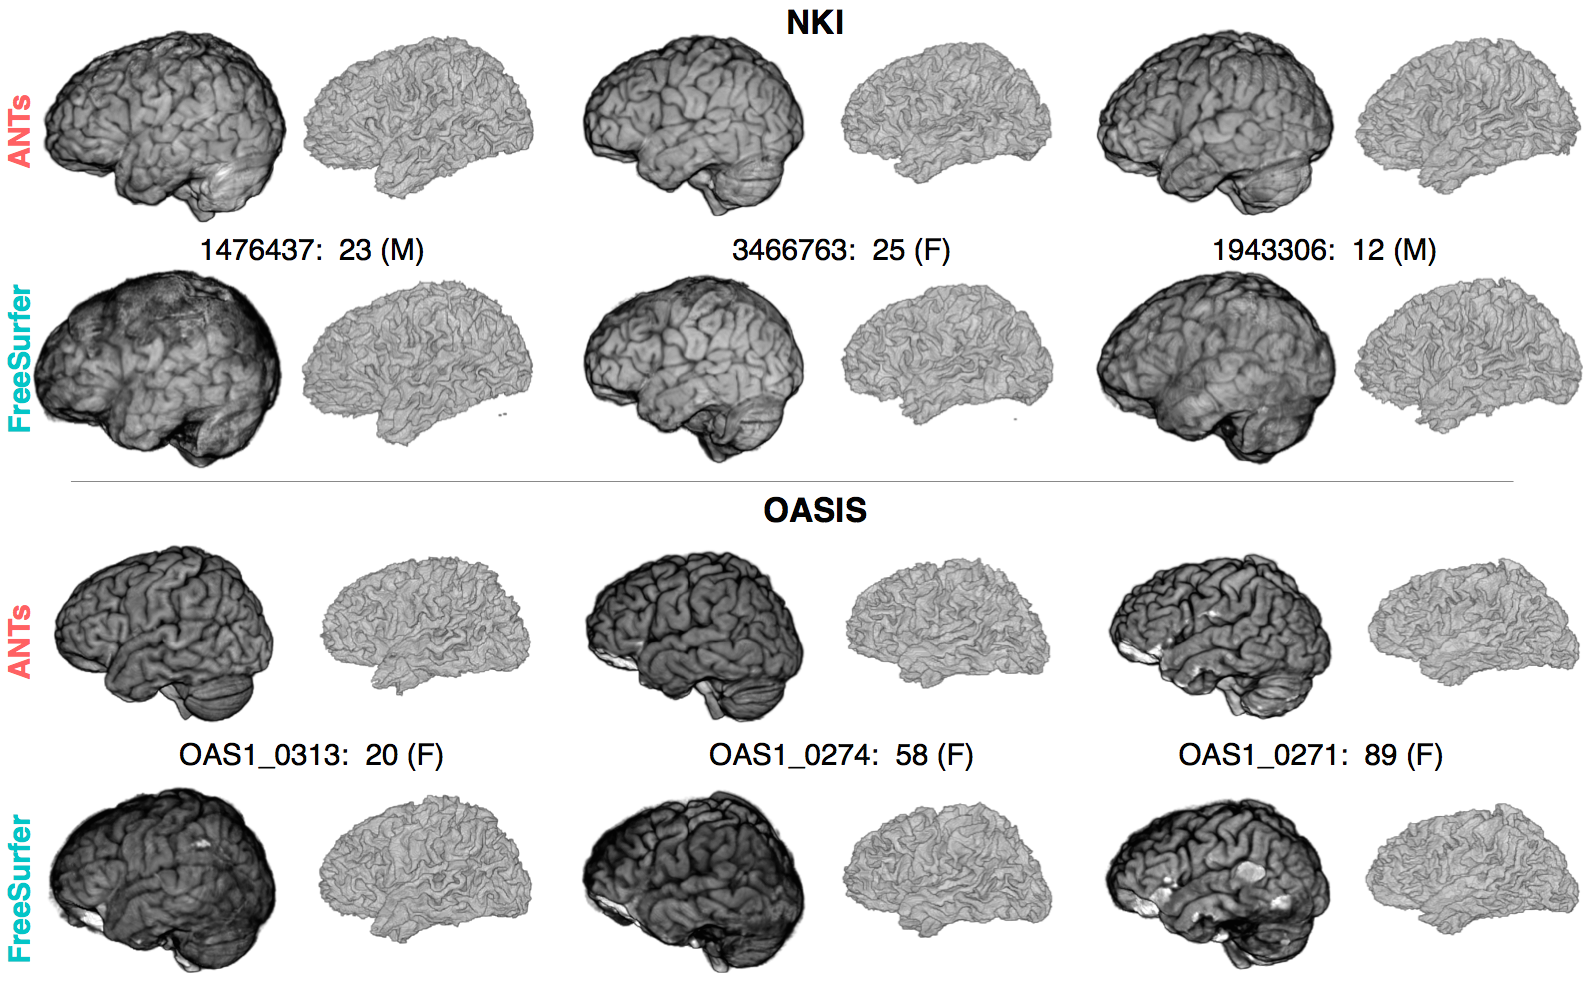 NKI
ANTs
1476437: 23 (M)
3466763: 25 (F)
1943306: 12 (M)
FreeSurfer
OASIS
ANTs
OAS1_0313: 20 (F)
OAS1_0274: 58 (F)
OAS1_0271: 89 (F)
FreeSurfer